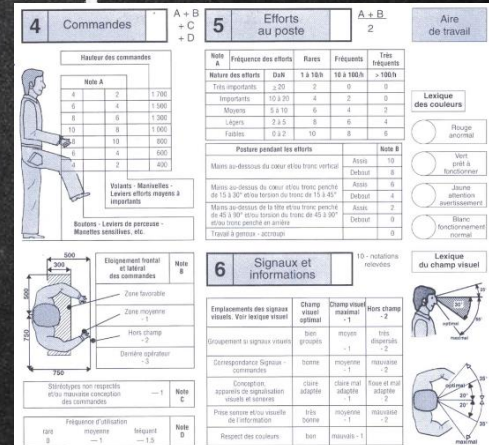 4 Commandes
A + B
+ C
+ D
Hauteur des commandes
Note A
4 2 1 700
6 4 1 500
8 6 1 300
10 8 1 000
8 10 800
6 4 600
4 2 400
Volants - Manivelles -
Leviers efforts moyens à
importants
Boutons - Leviers de perceuse -
Manettes sensitives, etc.
500
300
500
750
750
Eloignement frontal
et latéral
des commandes
Note
B
Zone favorable
Zone moyenne
- 1
Hors champ
- 2
Derrière opérateur
- 3
Stéréotypes non respectés
et/ou mauvaise conception
des commandes
— 1
Note
C
Fréquence d'utilisation
rare moyenne fréquent
0 — 1 — 1,5
Note
D
5 Efforts
au poste
A + B
2
Note
A
Fréquence des efforts Rares Fréquents Très
fréquents
Nature des efforts DaN 1 à 10/h 10 à 100/h > 100/h
Très importants ≥ 20 2 0 0
Importants 10 à 20 4 2 0
Moyens 5 à 10 6 4 2
Légers 2 à 5 8 6 4
Faibles 0 à 2 10 8 6
Posture pendant les efforts Note B
Mains au-dessous du cœur et/ou tronc vertical
Assis 10
Debout 8
Mains au-dessus du cœur et/ou tronc penché
de 15 à 30° et/ou torsion du tronc de 15 à 45°
Assis 6
Debout 4
Mains au-dessus de la tête et/ou tronc penché
de 45 à 90° et/ou torsion du tronc de 45 à 90°
et/ou tronc penché en arrière
Assis 2
Debout 0
Travail à genoux - accroupi 0
6 Signaux et
informations
10 - notations
relevées
Emplacements des signaux
visuels. Voir lexique visuel
Champ
visuel
optimal
Champ visuel
maximal
- 1
Hors champ
- 2
Groupement si signaux visuels
bien
groupés
moyen
- 1
très
dispersés
- 2
Correspondance Signaux -
commandes
bonne
moyenne
- 1
mauvaise
- 2
Conception
appareils de signalisation
visuels et sonores
claire
adaptée
claire mal
adaptée
- 1
floue et mal
adaptée
- 2
Prise sonore et/ou visuelle
de l'information
très
bonne
moyenne
- 1
mauvaise
- 2
Respect des couleurs
bon
mauvais - 1
Aire
de travail
Lexique
des couleurs
Rouge
anormal
Vert
prêt à
fonctionner
Jaune
attention
avertissement
Blanc
fonctionnement
normal
Lexique
du champ visuel
30°
optimal
maximal
optimal
20°
20°
maximal